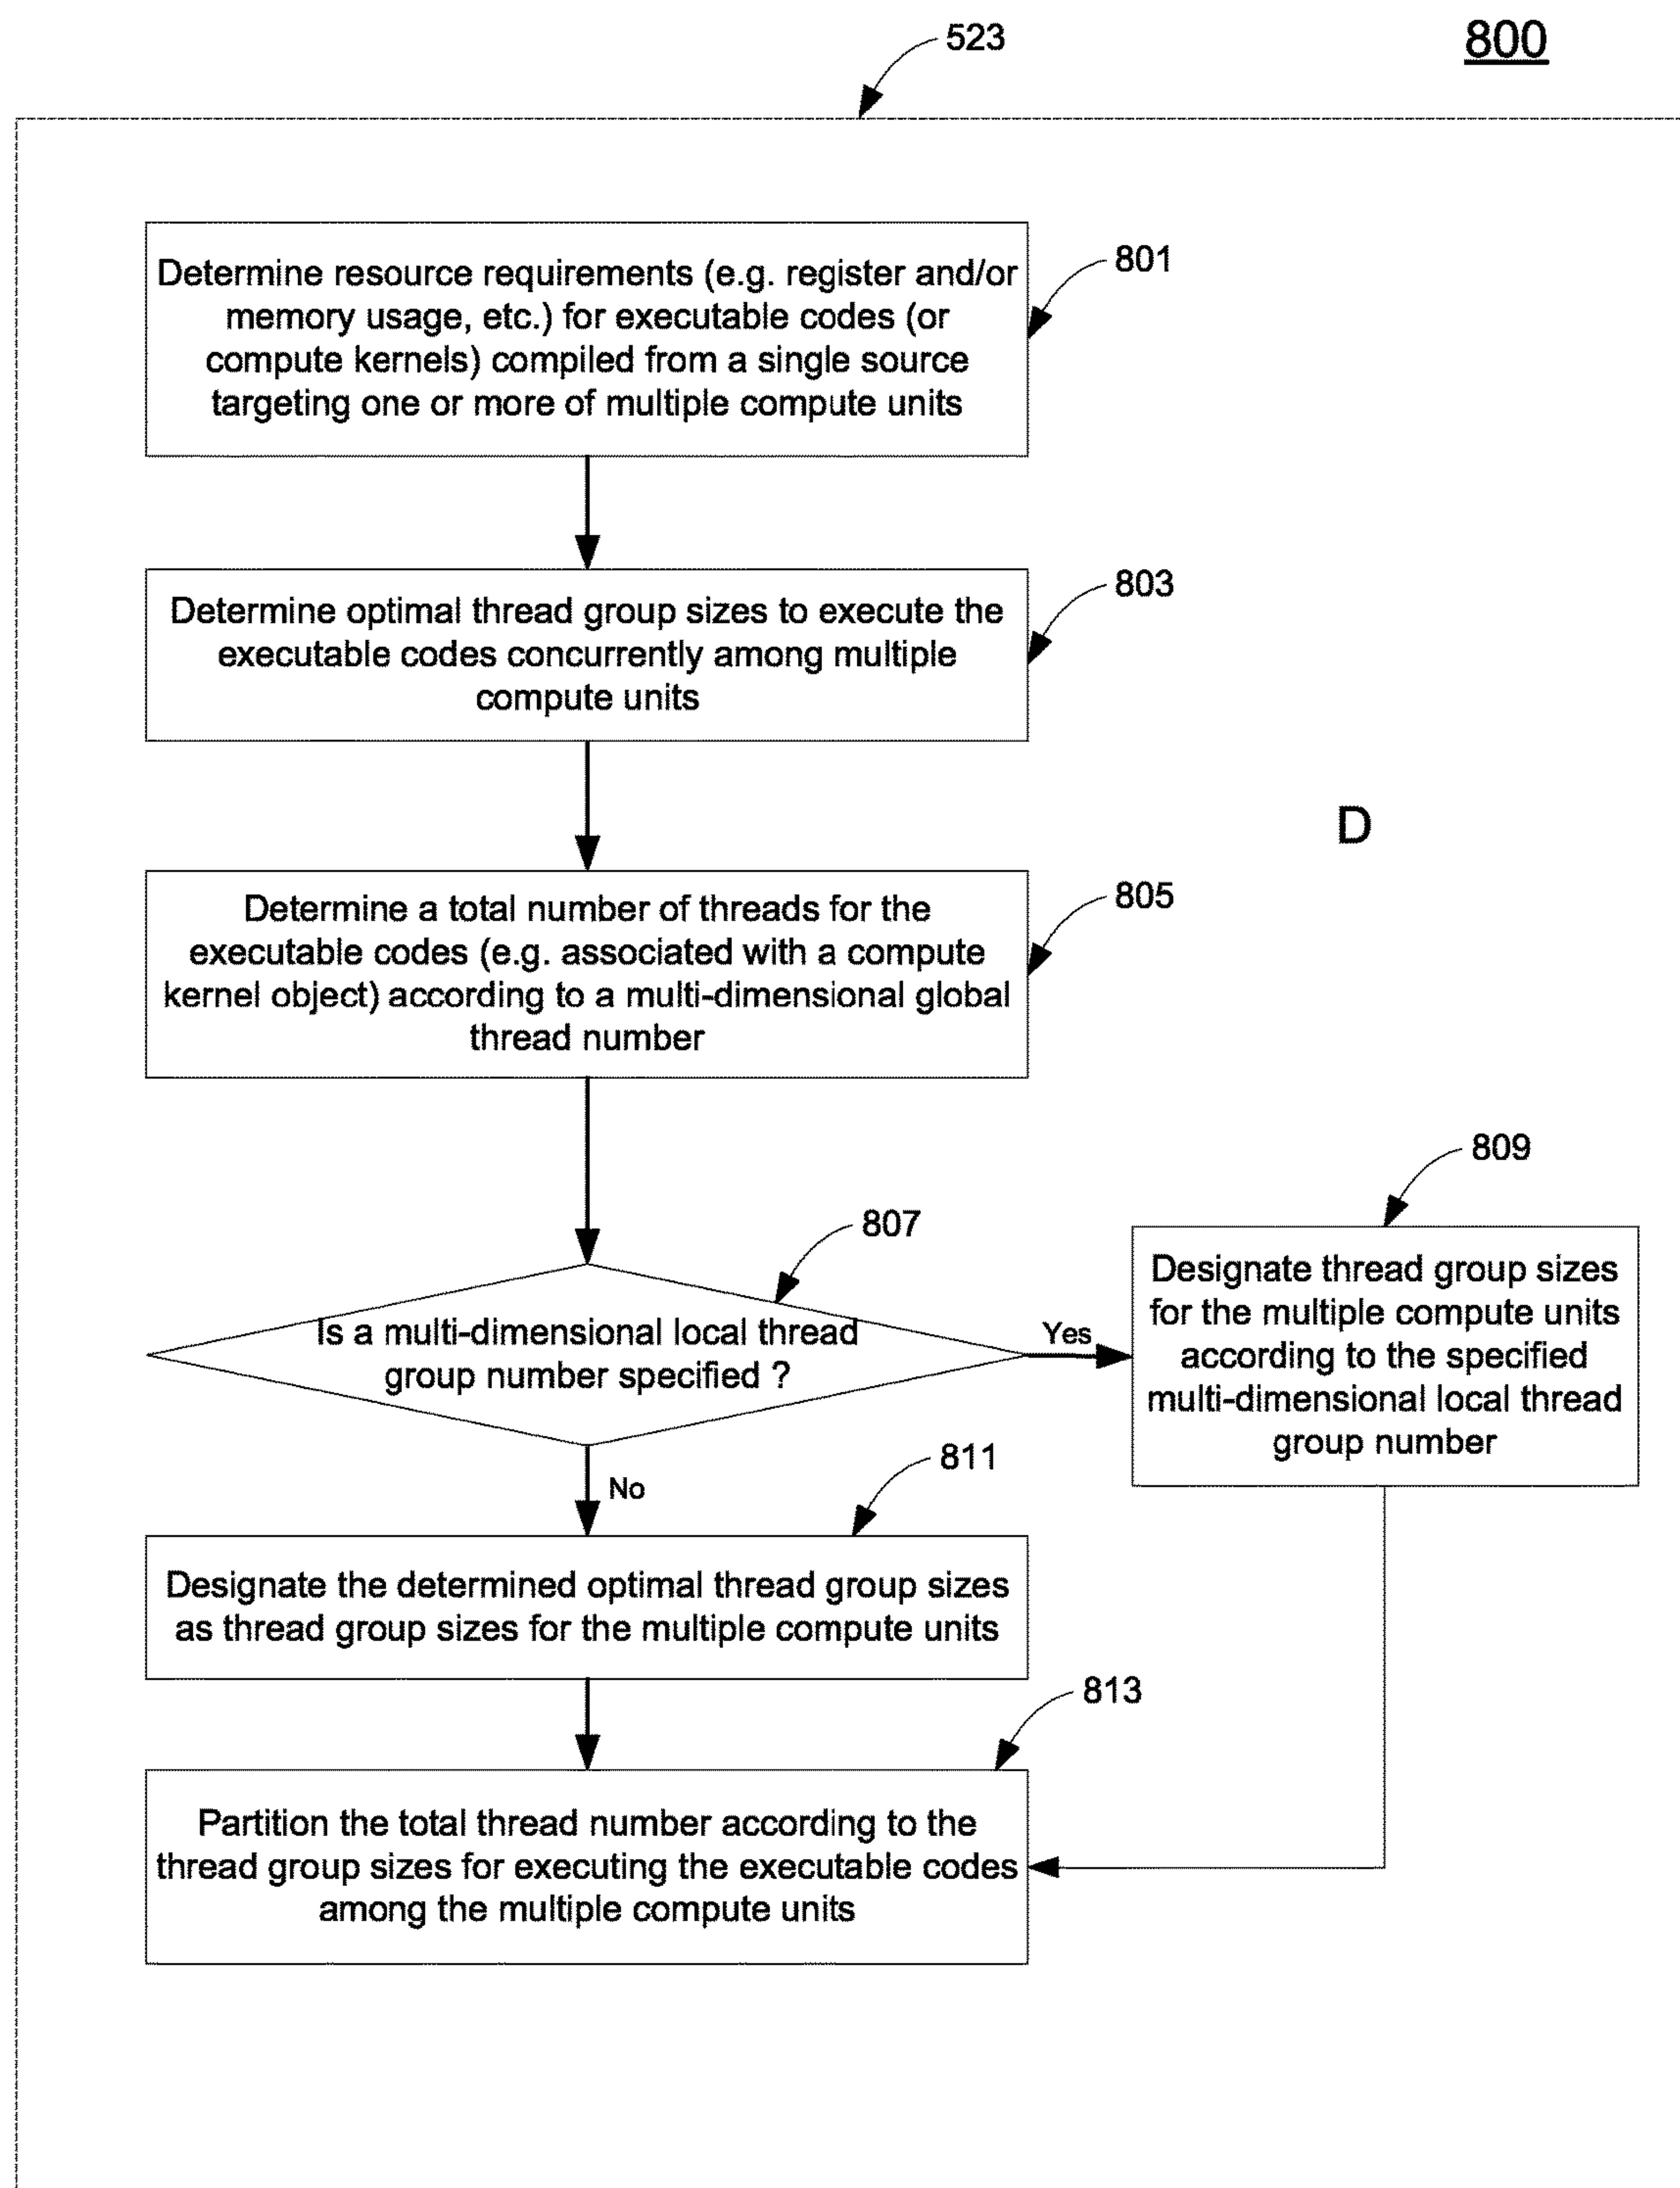 800
523
Determine resource requirements (e.g. register and/or
memory usage, etc.) for executable codes (or
compute kernels) compiled from a single source
targeting one or more of multiple compute units
801
Determine optimal thread group sizes to execute the
executable codes concurrently among multiple
compute units
803
D
Determine a total number of threads for the
executable codes (e.g. associated with a compute
kernel object) according to a multi-dimensional global
thread number
805
807
Is a multi-dimensional local thread
group number specified ?
Yes
809
Designate thread group sizes
for the multiple compute units
according to the specified
multi-dimensional local thread
group number
No
811
Designate the determined optimal thread group sizes
as thread group sizes for the multiple compute units
813
Partition the total thread number according to the
thread group sizes for executing the executable codes
among the multiple compute units